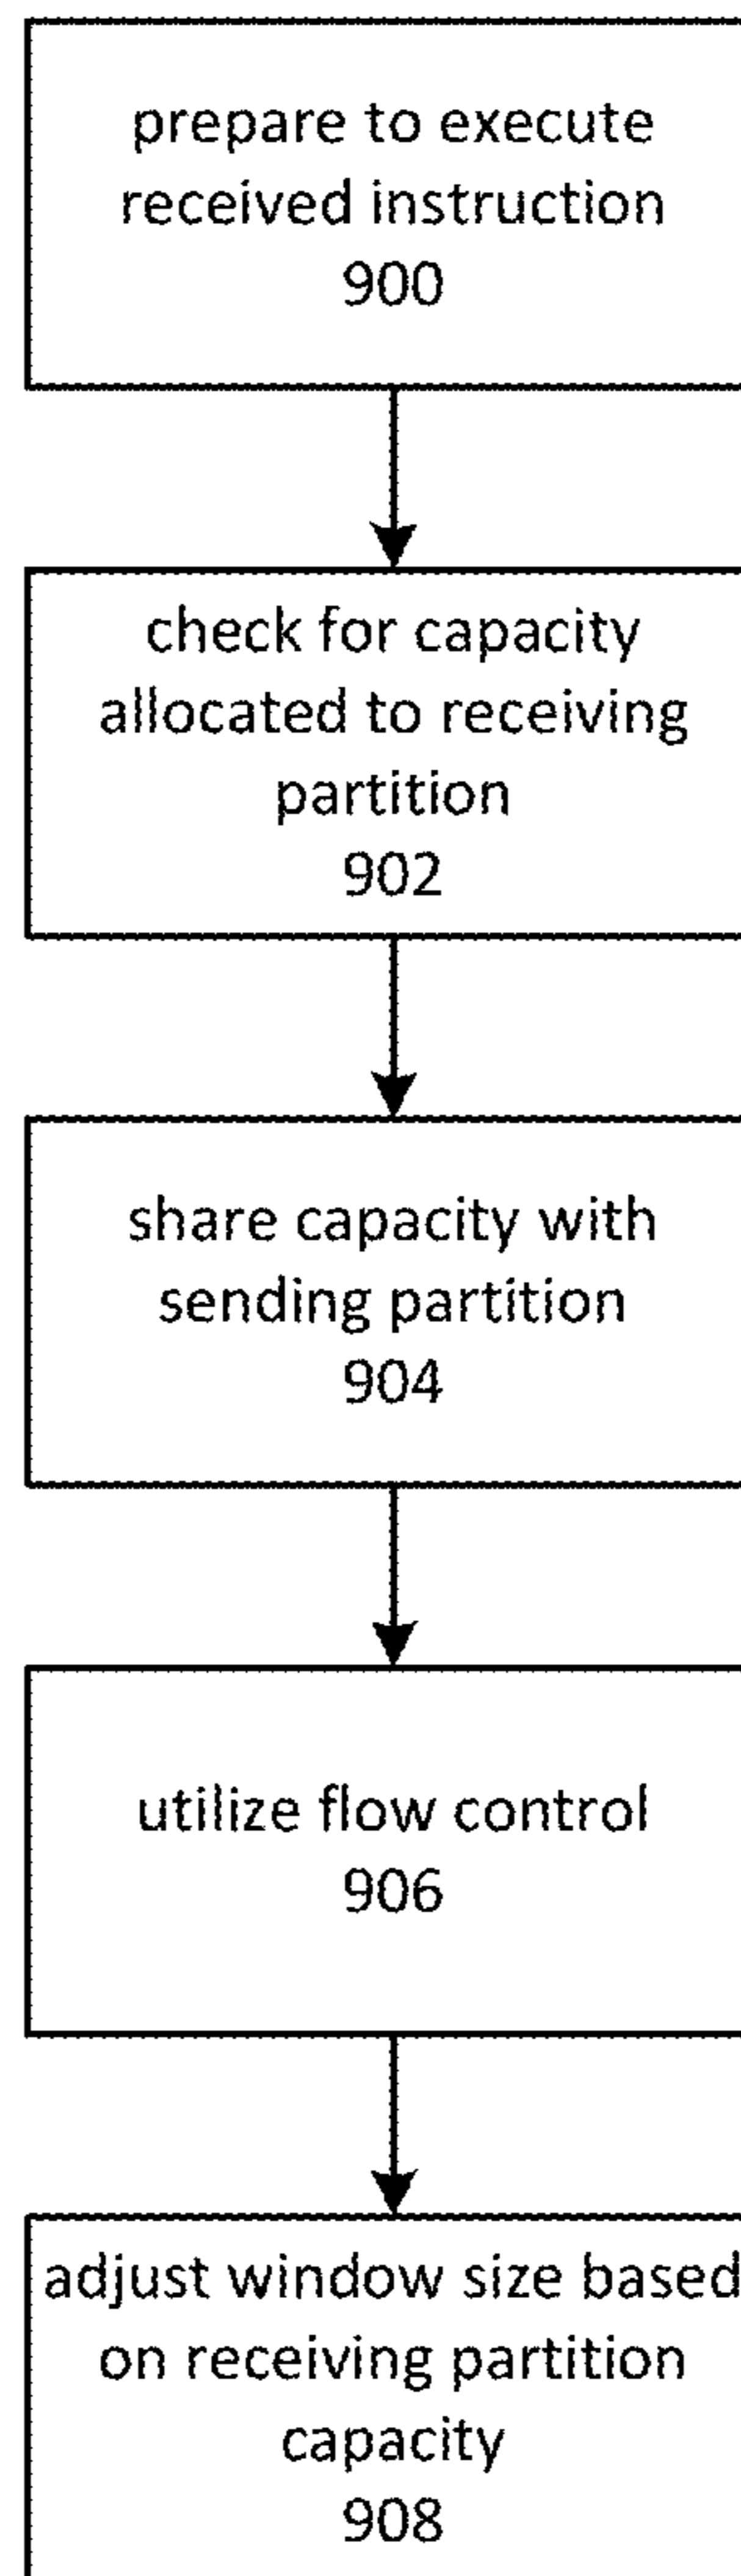 prepare to execute
received instruction
900
check for capacity
allocated to receiving
partition
902
share capacity with
sending partition
904
utilize flow control
906
adjust window size based
on receiving partition
capacity
908